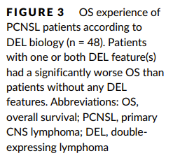 FIGURE 3 OS experience of
PCNSL patients according to
DEL biology (n = 48). Patients
with one or both DEL feature(s)
had a significantly worse OS than
patients without any DEL
features. Abbreviations: OS,
overall survival; PCNSL, primary
CNS lymphoma; DEL, double-
expressing lymphoma